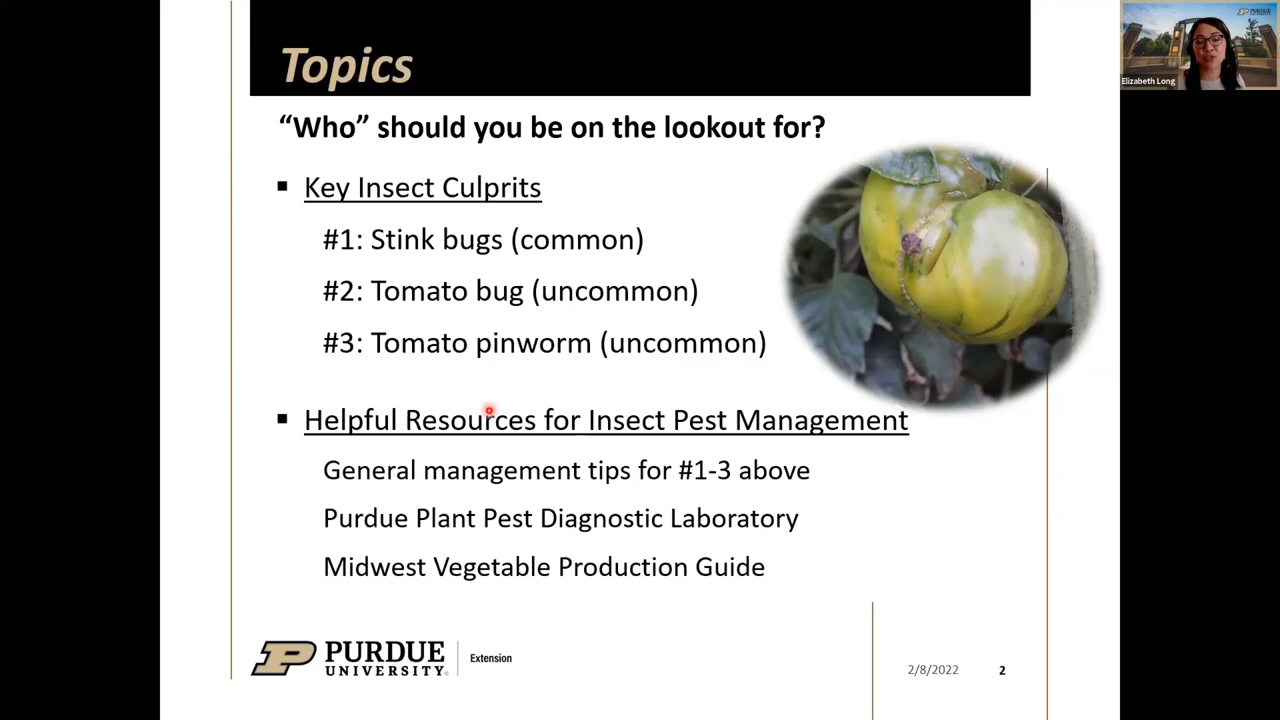 Topics
“Who” should you be on the lookout for?
▪ Key Insect Culprits
#1: Stink bugs (common)
#2: Tomato bug (uncommon)
#3: Tomato pinworm (uncommon)
▪ Helpful Resources for Insect Pest Management
General management tips for #1-3 above
Purdue Plant Pest Diagnostic Laboratory
Midwest Vegetable Production Guide
PURDUE UNIVERSITY. Extension
2/8/2022 2
PURDUE UNIVERSITY
Elizabeth Long